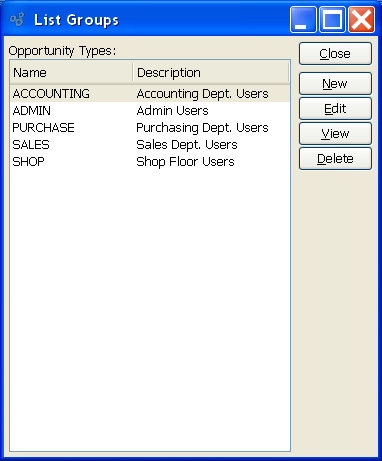 List Groups
Opportunity Types:
Name Description
ACCOUNTING Accounting Dept. Users
ADMIN Admin Users
PURCHASE Purchasing Dept. Users
SALES Sales Dept. Users
SHOP Shop Floor Users
Close
New
Edit
View
Delete